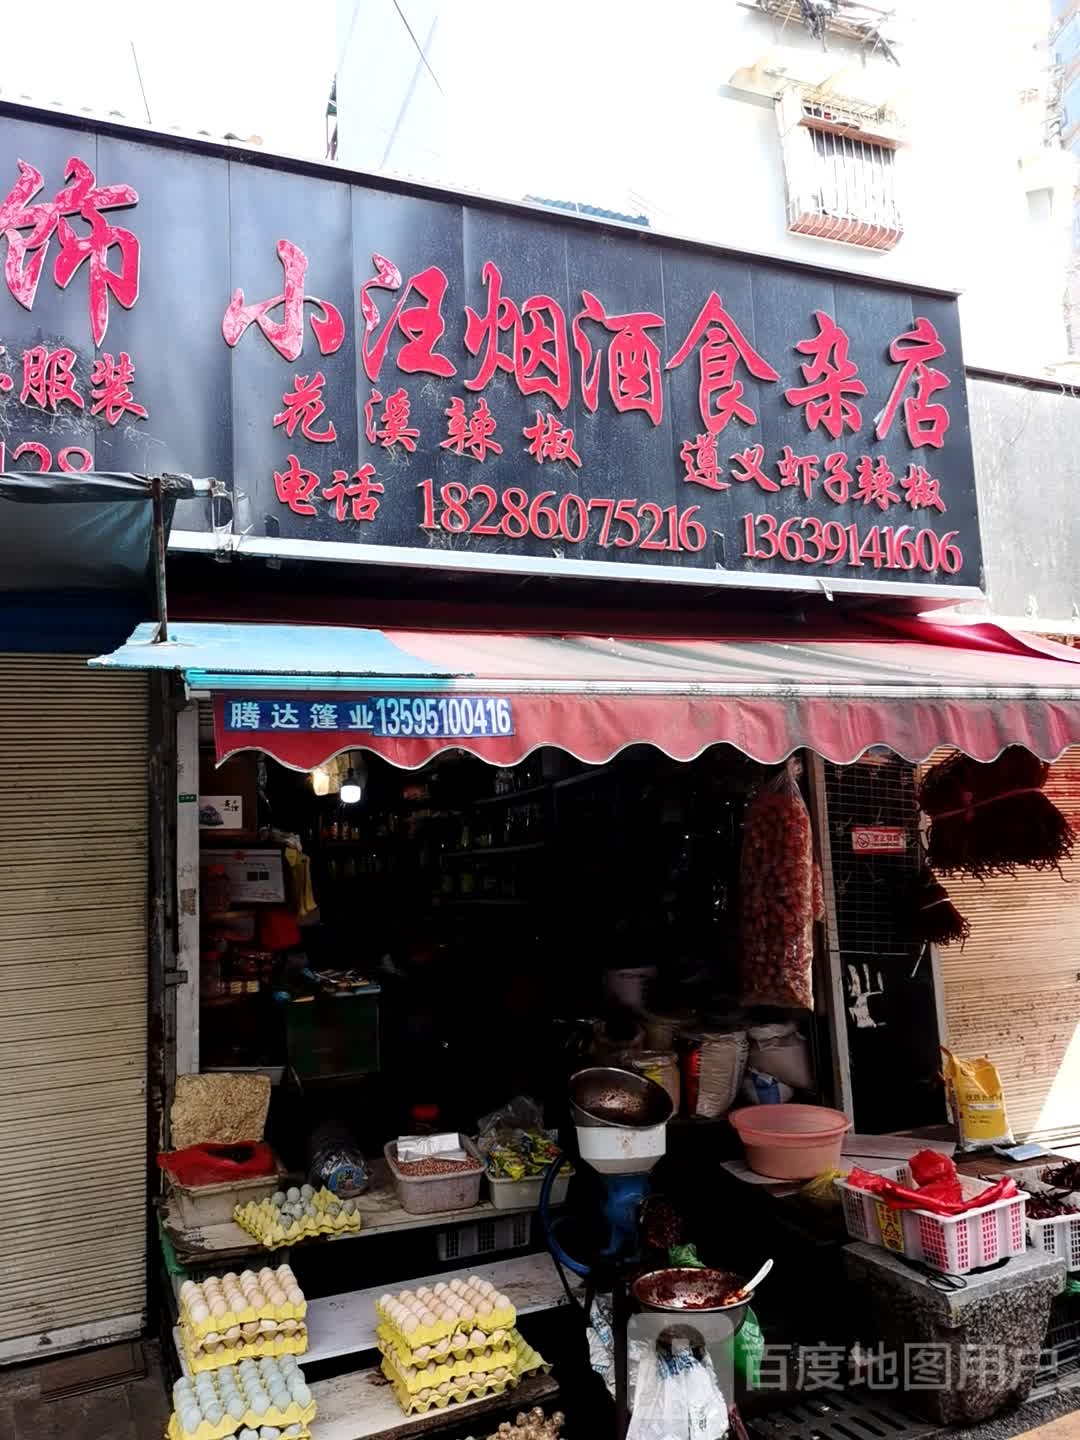 饰
服装
428
小汪烟酒食杂店
花溪辣椒 遵义虾子辣椒
电话 18286075216 13639141606
腾达篷业 13595100416
百度地图用户